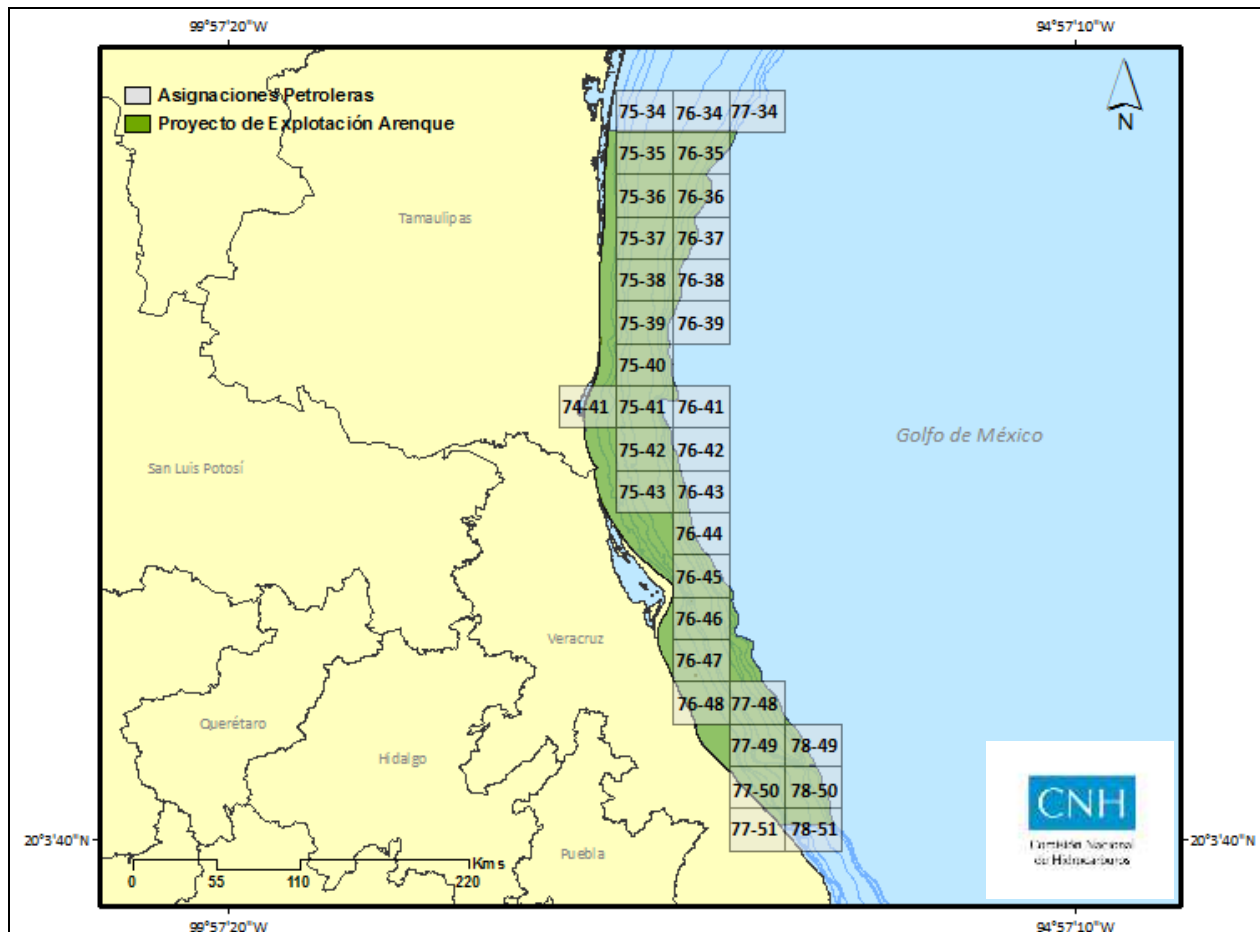 99°57'20"W 94°57'10"W
Asignaciones Petroleras
Proyecto de Explotación Arenque
N
75-34 76-34 77-34
75-35 76-35
75-36 76-36
Tamaulipas
75-37 76-37
75-38 76-38
75-39 76-39
75-40
74-41 75-41 76-41
Golfo de México
75-42 76-42
San Luis Potosí
75-43 76-43
76-44
76-45
76-46
Veracruz
76-47
76-48 77-48
Querétaro
77-49 78-49
Hidalgo
77-50 78-50
CNH
77-51 78-51
20°3'40"N 20°3'40"N
Comisión Nacional
de Hidrocarburos
Puebla
Kms
0 55 110 220
99°57'20"W 94°57'10"W